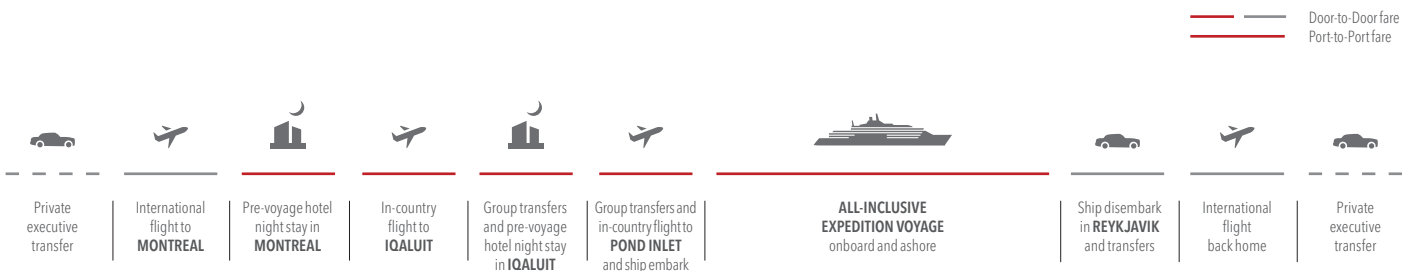 Door-to-Door fare
Port-to-Port fare
Private
executive
transfer
International
flight to
MONTREAL
Pre-voyage hotel
night stay in
MONTREAL
In-country
flight to
IQALUIT
Group transfers
and pre-voyage
hotel night stay
in IQALUIT
Group transfers and
in-country flight to
POND INLET
and ship embark
ALL-INCLUSIVE
EXPEDITION VOYAGE
onboard and ashore
Ship disembark
in REYKJAVIK
and transfers
International
flight
back home
Private
executive
transfer